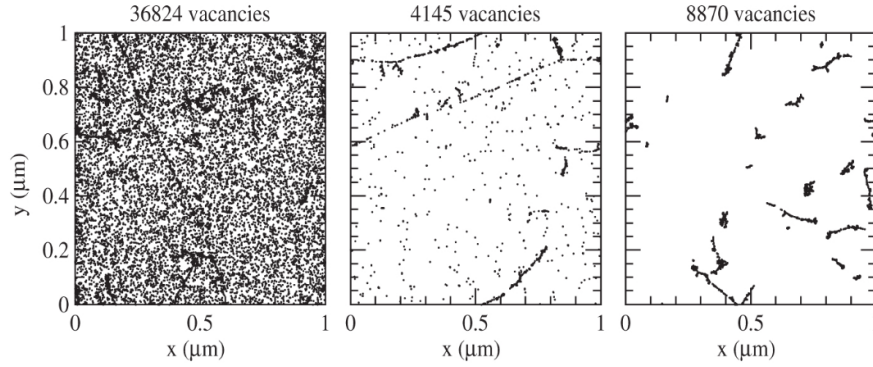 36824 vacancies 4145 vacancies 8870 vacancies
1
0.8
0.6
0.4
0.2
0
y (μm)
0 0.5 1 0 0.5 1 0 0.5
x (μm) x (μm) x (μm)